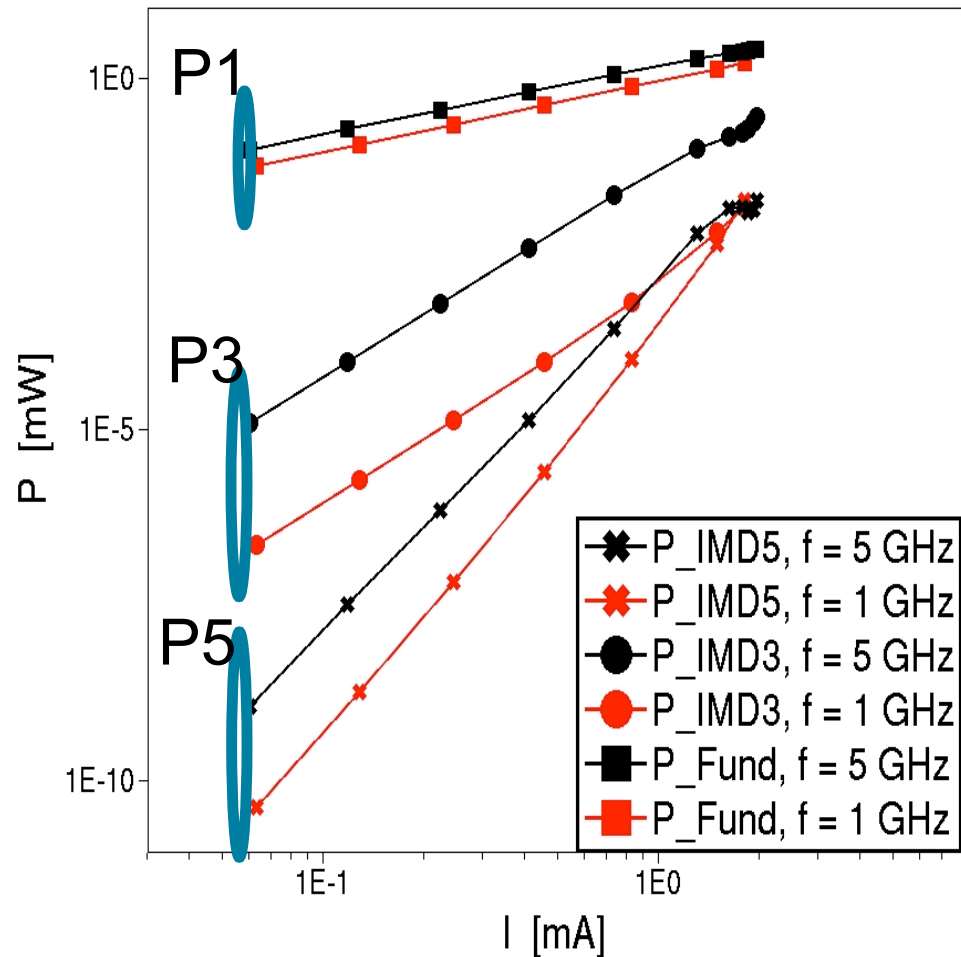 P1
1E0
P3
1E-5
P5
1E-10
P [mW]
P_IMD5, f = 5 GHz
P_IMD5, f = 1 GHz
P_IMD3, f = 5 GHz
P_IMD3, f = 1 GHz
P_Fund, f = 5 GHz
P_Fund, f = 1 GHz
1E-1
1E0
I [mA]